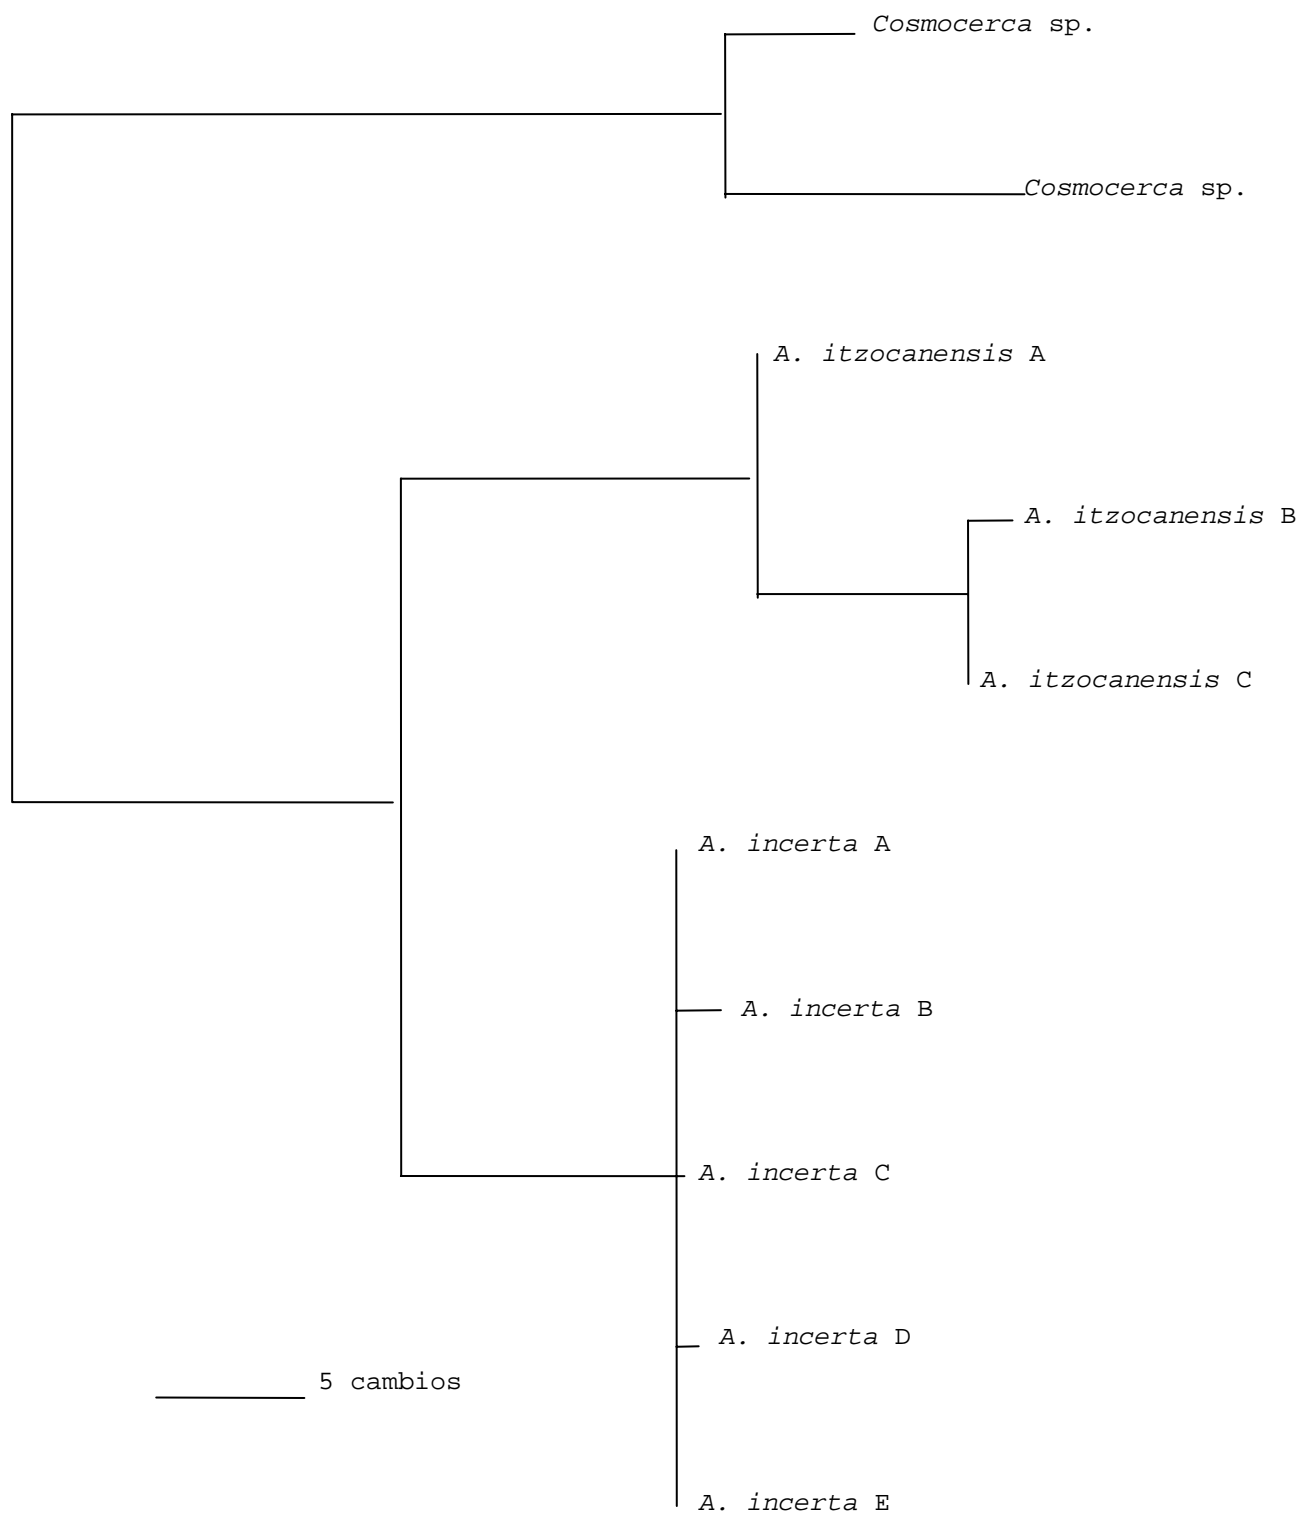 Cosmocerca sp.
Cosmocerca sp.
A. itzocanensis A
A. itzocanensis B
A. itzocanensis C
A. incerta A
A. incerta B
A. incerta C
A. incerta D
5 cambios
A. incerta E